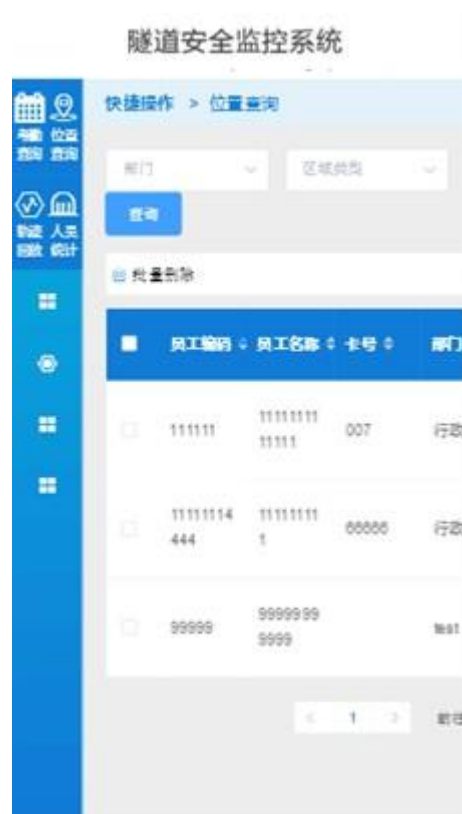 隧道安全监控系统
考勤 位置
查询 查询
快捷操作 > 位置查询
部门 区域类型
轨迹 人员
回放 统计
查询
批量删除
员工编码 员工名称 卡号 部门
111111 11111111
11111 007 行政
11111114
444 11111111
1 66666 行政
99999 9999999
9999 test
1 前往